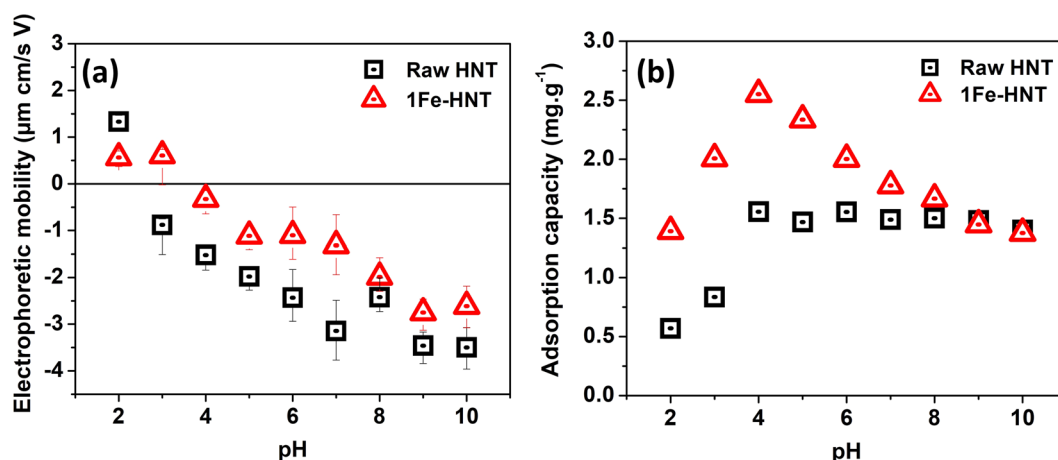 (a)
Raw HNT
1Fe-HNT
Electrophoretic mobility (µm cm/s V)
3
2
1
0
-1
-2
-3
-4
2
4
6
8
10
pH
(b)
Raw HNT
1Fe-HNT
Adsorption capacity (mg.g⁻¹)
3.0
2.5
2.0
1.5
1.0
0.5
0.0
2
4
6
8
10
pH